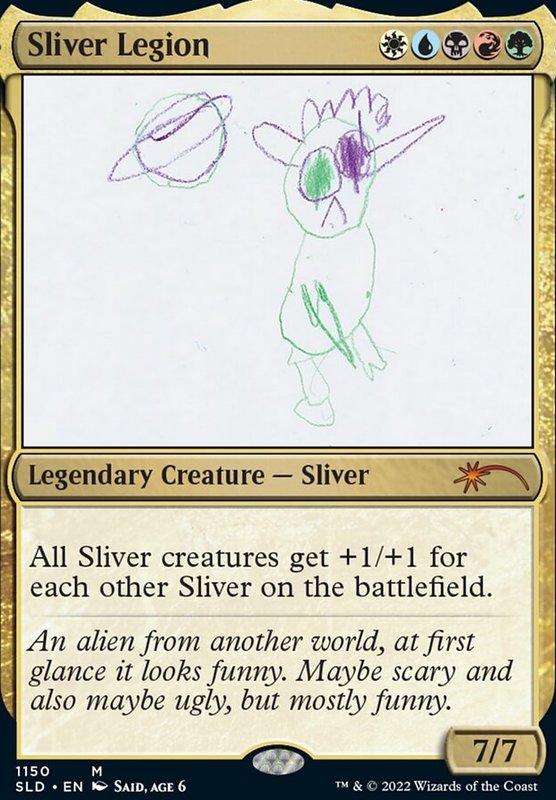 Sliver Legion
Legendary Creature — Sliver
All Sliver creatures get +1/+1 for
each other Sliver on the battlefield.
An alien from another world, at first
glance it looks funny. Maybe scary and
also maybe ugly, but mostly funny.
7/7
1150 M
SLD • EN Said, age 6
™ & © 2022 Wizards of the Coast